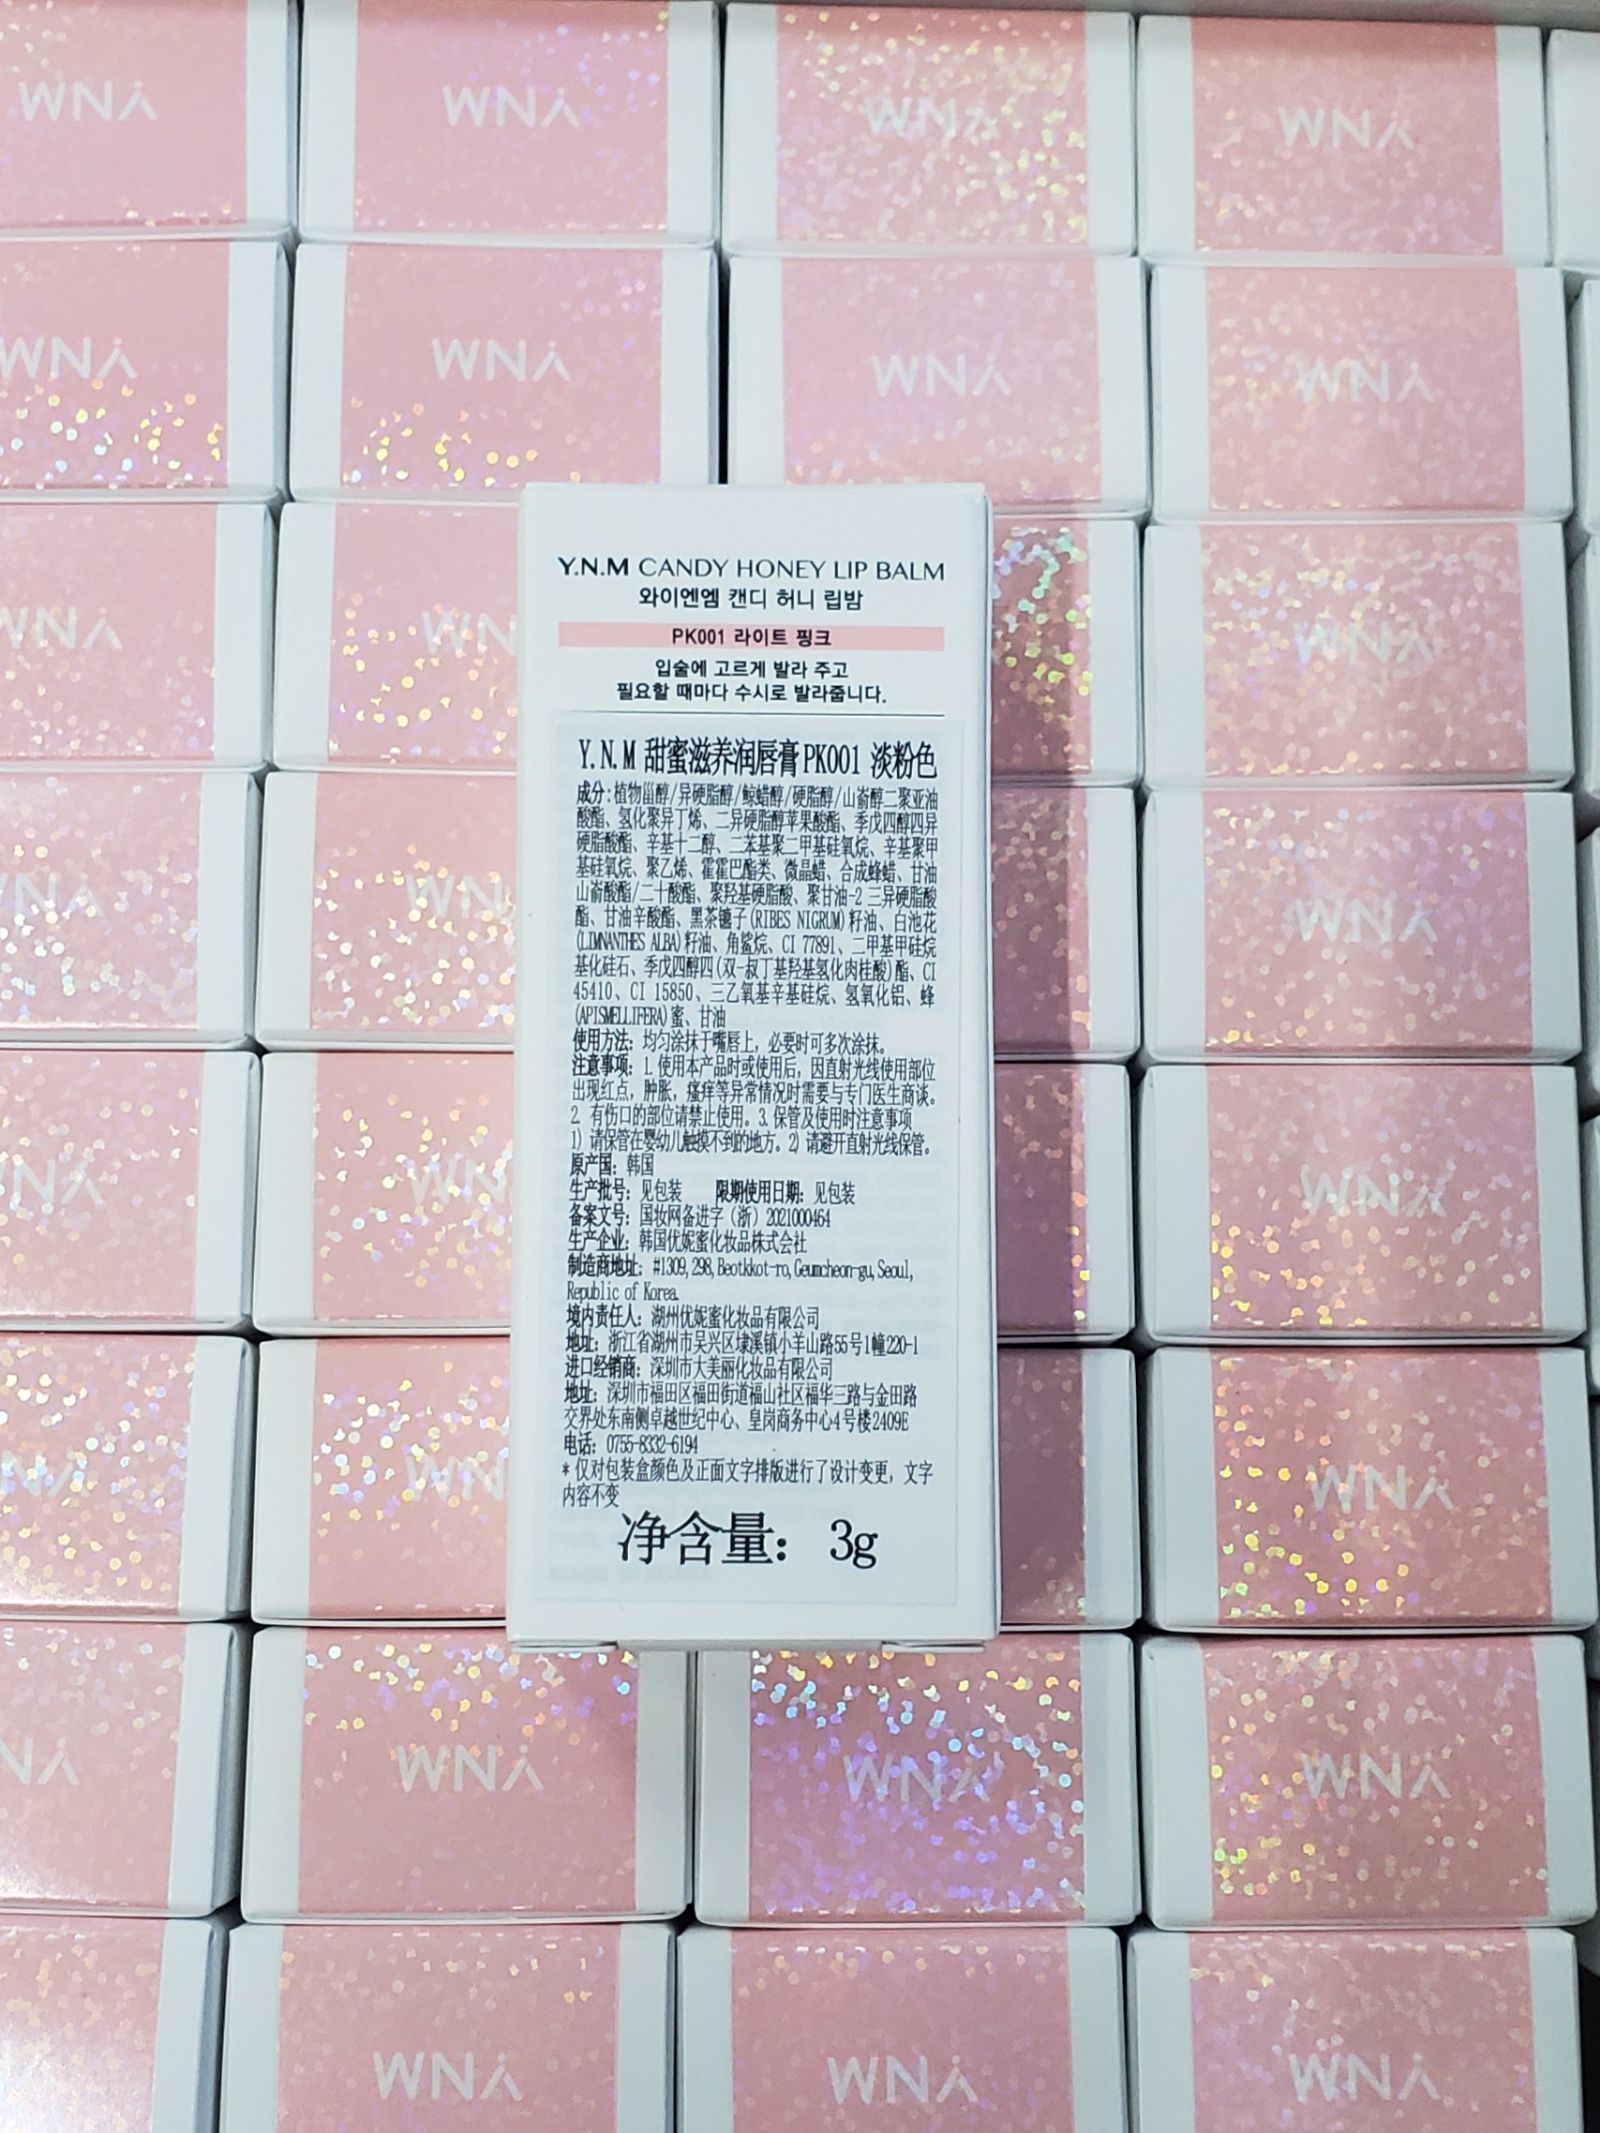 Y.N.M CANDY HONEY LIP BALM
와이엔엠 캔디 허니 립밤
PK001 라이트 핑크
입술에 고르게 발라 주고
필요할 때마다 수시로 발라줍니다.
Y.N.M 甜蜜滋养润唇膏PK001 淡粉色
成分:植物甾醇/异硬脂醇/鲸蜡醇/硬脂醇/山嵛醇二聚亚油
酸酯、氢化聚异丁烯、二异硬脂醇苹果酸酯、季戊四醇四异
硬脂酸酯、辛基十二醇、二苯基聚二甲基硅氧烷、辛基聚甲
基硅氧烷、聚乙烯、霍霍巴酯类、微晶蜡、合成蜂蜡、甘油
山嵛酸酯/二十酸酯、聚羟基硬脂酸、聚甘油-2 三异硬脂酸
酯、甘油辛酸酯、黑茶藨子(RIBES NIGRUM)籽油、白池花
(LIMNANTHES ALBA)籽油、角鲨烷、CI 77891、二甲基甲硅烷
基化硅石、季戊四醇四(双-叔丁基羟基氢化肉桂酸)酯、CI
45410、CI 15850、三乙氧基辛基硅烷、氢氧化铝、蜂
(APISMELLIFERA)蜜、甘油
使用方法：均匀涂抹于嘴唇上，必要时可多次涂抹。
注意事项：1. 使用本产品时或使用后，因直射光线使用部位
出现红点，肿胀，瘙痒等异常情况时需要与专门医生商谈。
2. 有伤口的部位请禁止使用。3. 保管及使用时注意事项
1) 请保管在婴幼儿触摸不到的地方。2) 请避开直射光线保管。
原产国：韩国
生产批号：见包装 限期使用日期：见包装
备案文号：国妆网备进字（浙）2021000464
生产企业：韩国优妮蜜化妆品株式会社
制造商地址：#1309, 298, Beotkkot-ro, Geumcheon-gu, Seoul,
Republic of Korea.
境内责任人：湖州优妮蜜化妆品有限公司
地址：浙江省湖州市吴兴区埭溪镇小羊山路55号1幢220-1
进口经销商：深圳市大美丽化妆品有限公司
地址：深圳市福田区福田街道福山社区福华三路与金田路
交界处东南侧卓越世纪中心、皇岗商务中心4号楼2409E
电话：0755-8332-6194
* 仅对包装盒颜色及正面文字排版进行了设计变更，文字
内容不变
净含量： 3g